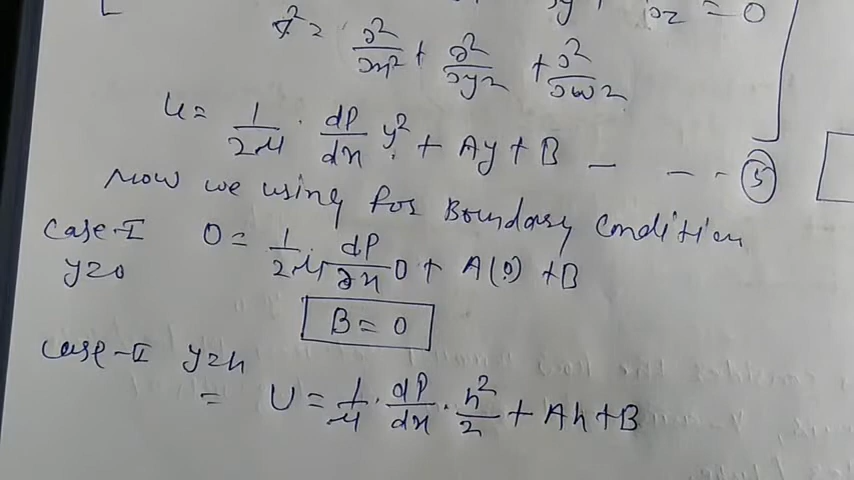 = 0
∇² = ∂²/∂x² + ∂²/∂y² + ∂²/∂w²
u = 1/2μ · dP/dx y² + Ay + B - - - - (5)
Now we using for Boundary condition
Case-I 0 = 1/2μ · dP/∂x 0 + A(0) + B
y=0
B = 0
Case-II y=h
= U = 1/μ · dP/dx · h²/2 + Ah + B